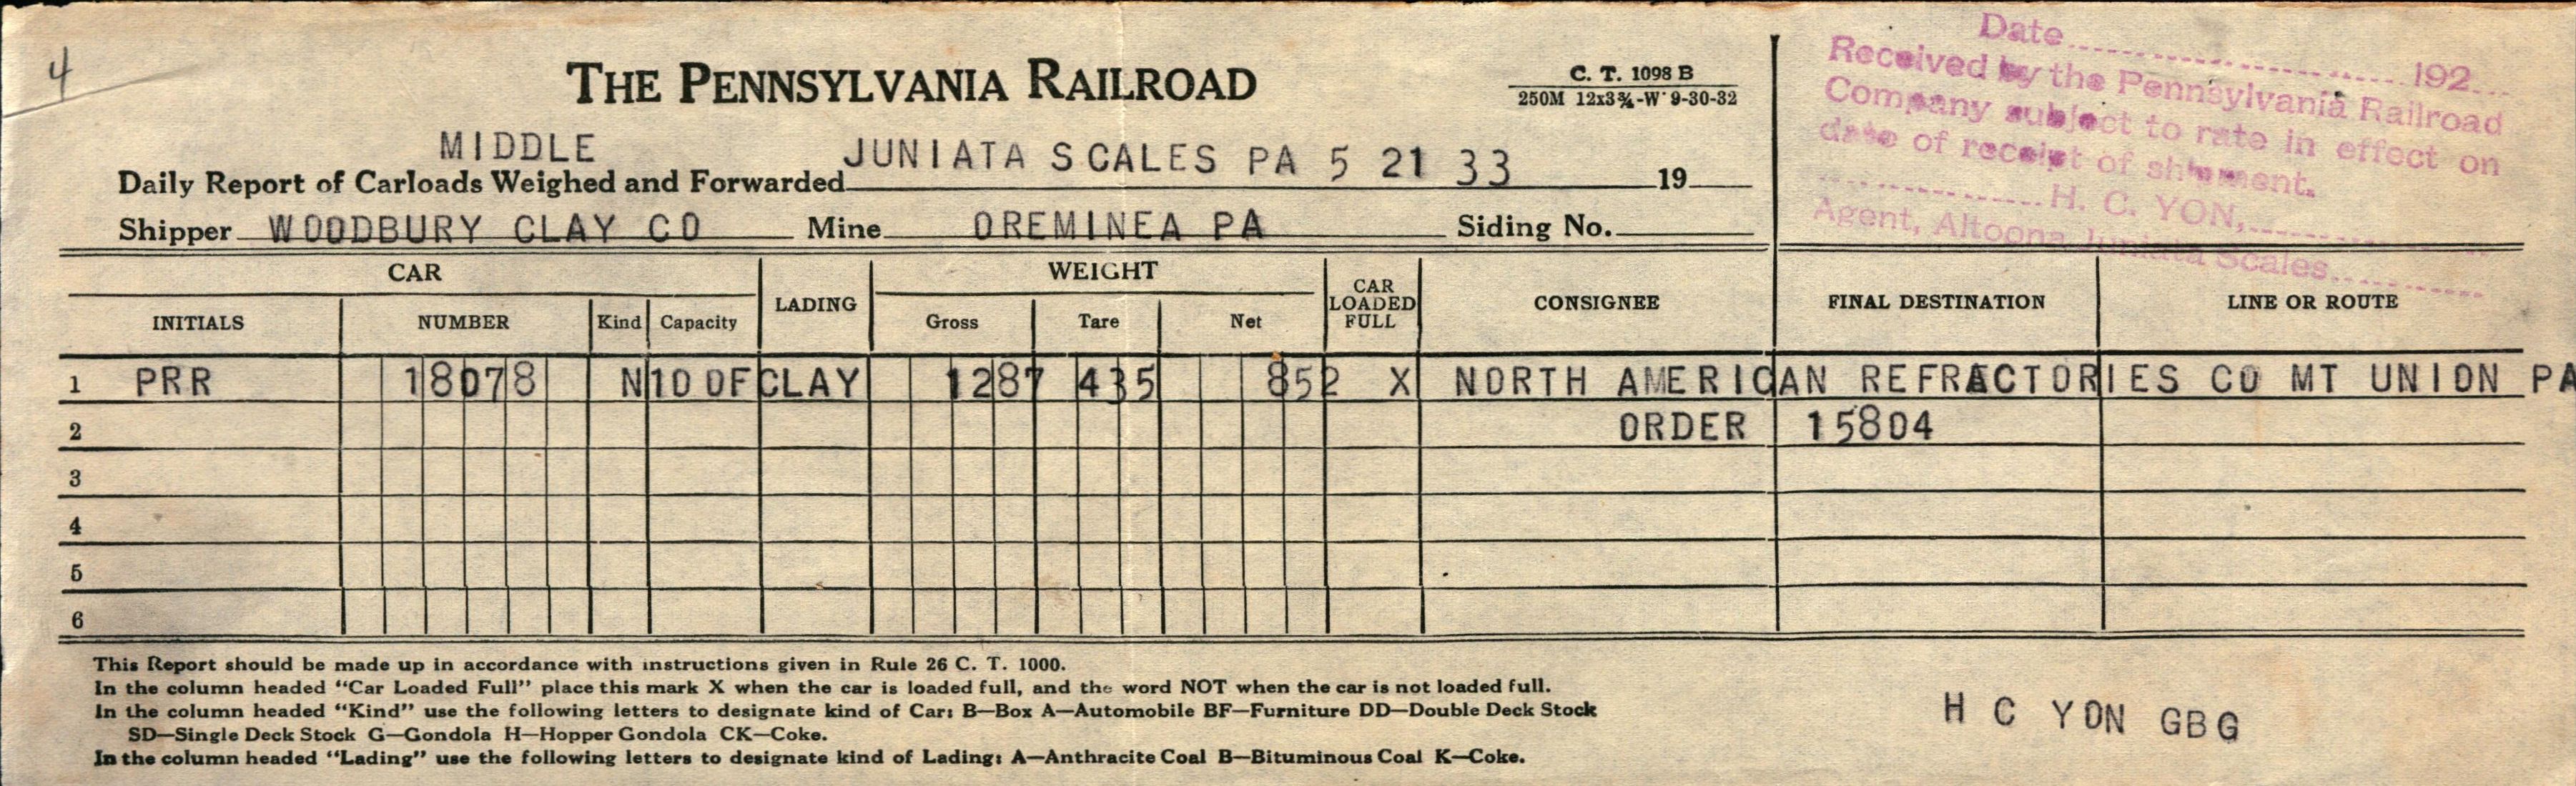 4
THE PENNSYLVANIA RAILROAD
C. T. 1098 B
250M 12x3¾-W 9-30-32
Date 192
Received by the Pennsylvania Railroad
Company subject to rate in effect on
date of receipt of shipment.
H. C. YON,
Agent, Altoona Juniata Scales
MIDDLE JUNIATA SCALES PA 5 21 33
Daily Report of Carloads Weighed and Forwarded 19
Shipper WOODBURY CLAY CO Mine OREMINEA PA Siding No.
CAR LADING WEIGHT CAR LOADED FULL CONSIGNEE FINAL DESTINATION LINE OR ROUTE
INITIALS NUMBER Kind Capacity Gross Tare Net
1 PRR 18078 N 100F CLAY 1287 435 852 X NORTH AMERICAN REFRACTORIES CO MT UNION PA
2 ORDER 15804
3
4
5
6
This Report should be made up in accordance with instructions given in Rule 26 C. T. 1000.
In the column headed "Car Loaded Full" place this mark X when the car is loaded full, and the word NOT when the car is not loaded full.
In the column headed "Kind" use the following letters to designate kind of Car: B—Box A—Automobile BF—Furniture DD—Double Deck Stock
SD—Single Deck Stock G—Gondola H—Hopper Gondola CK—Coke.
In the column headed "Lading" use the following letters to designate kind of Lading: A—Anthracite Coal B—Bituminous Coal K—Coke.
H C YON GBG